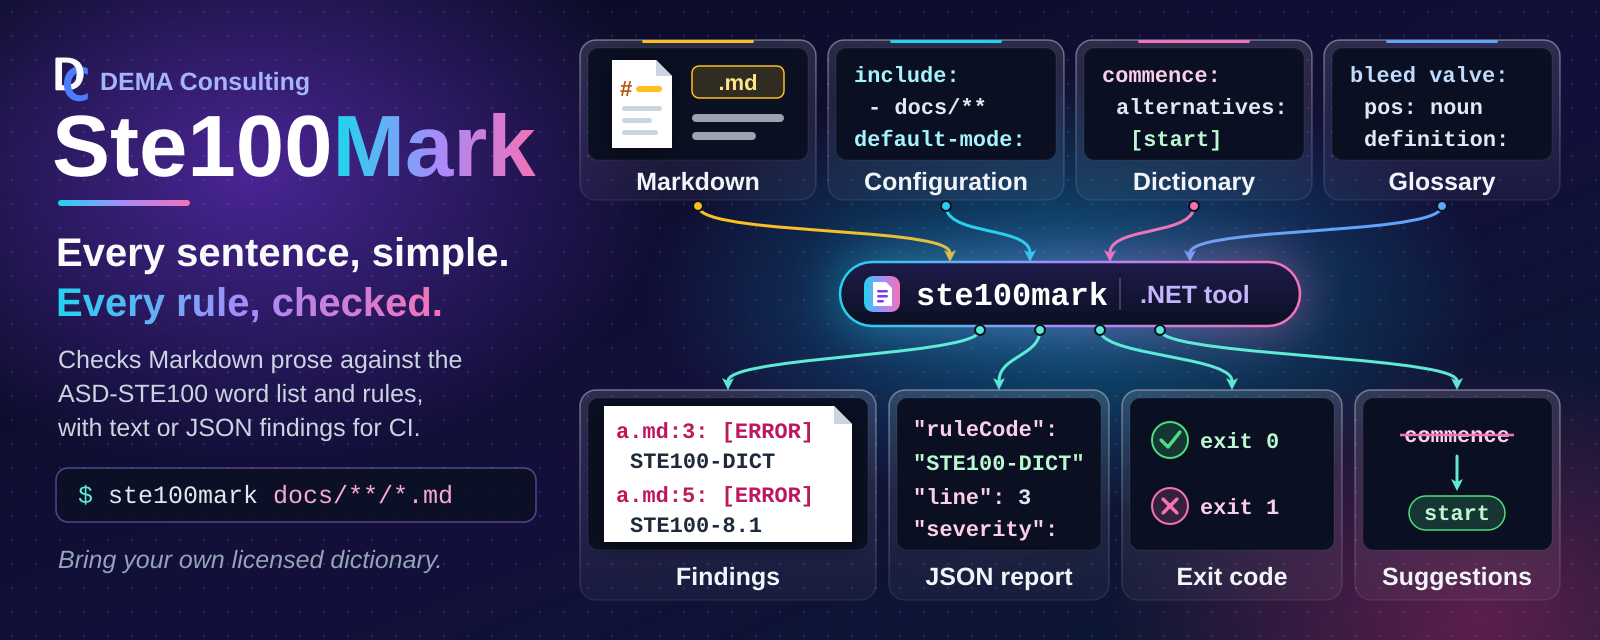 DC DEMA Consulting
Ste100Mark
Every sentence, simple.
Every rule, checked.
Checks Markdown prose against the
ASD-STE100 word list and rules,
with text or JSON findings for CI.
$ ste100mark docs/**/*.md
Bring your own licensed dictionary.
#
.md
Markdown
include:
- docs/**
default-mode:
Configuration
commence:
alternatives:
[start]
Dictionary
bleed valve:
pos: noun
definition:
Glossary
ste100mark .NET tool
a.md:3: [ERROR]
STE100-DICT
a.md:5: [ERROR]
STE100-8.1
Findings
"ruleCode":
"STE100-DICT"
"line": 3
"severity":
JSON report
exit 0
exit 1
Exit code
commence
start
Suggestions